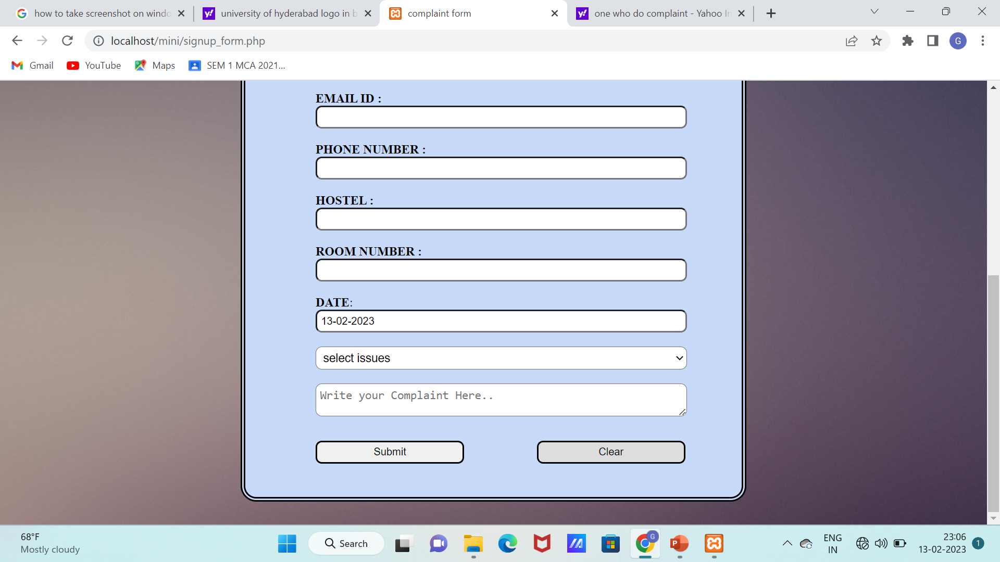 how to take screenshot on windo
university of hyderabad logo in b
complaint form
one who do complaint - Yahoo In
localhost/mini/signup_form.php
G
Gmail
YouTube
Maps
SEM 1 MCA 2021...
EMAIL ID :
PHONE NUMBER :
HOSTEL :
ROOM NUMBER :
DATE:
13-02-2023
select issues
Write your Complaint Here..
Submit
Clear
68°F
Mostly cloudy
Search
G
ENG
IN
23:06
13-02-2023
1